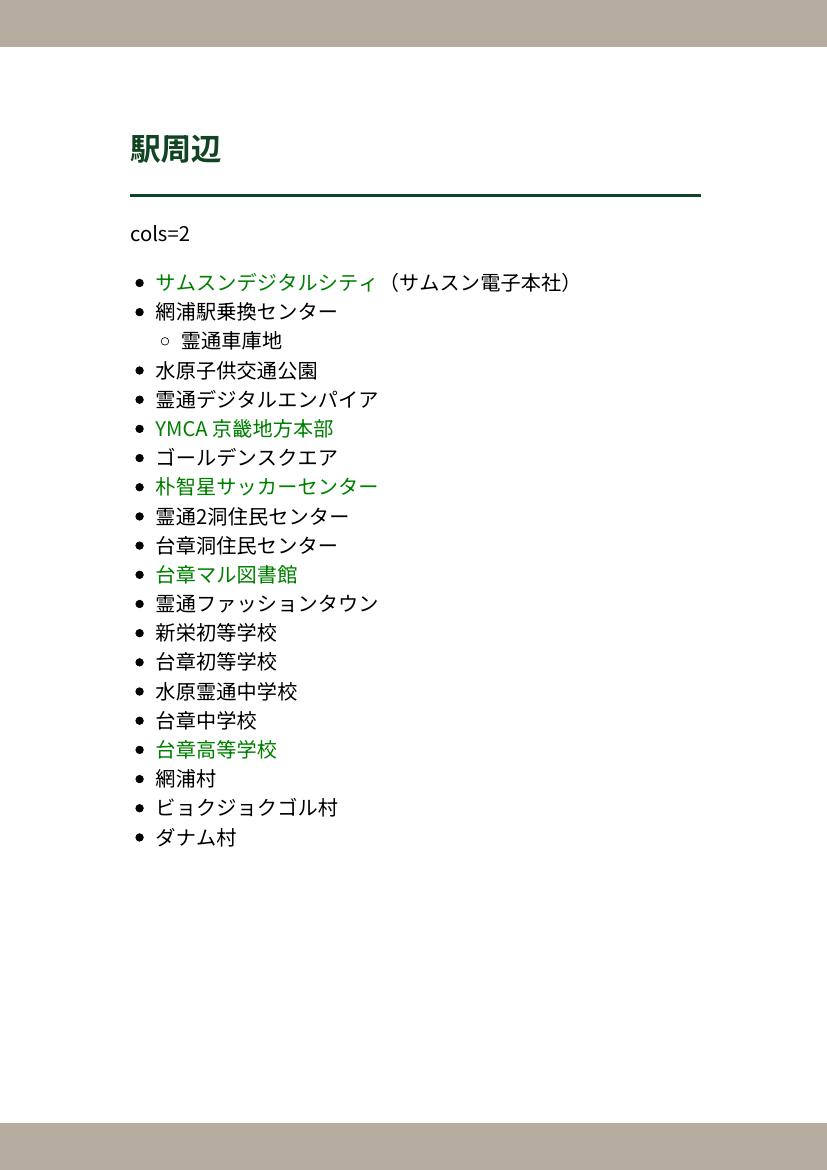 駅周辺
cols=2
サムスンデジタルシティ（サムスン電子本社）
網浦駅乗換センター
霊通車庫地
水原子供交通公園
霊通デジタルエンパイア
YMCA 京畿地方本部
ゴールデンスクエア
朴智星サッカーセンター
霊通2洞住民センター
台章洞住民センター
台章マル図書館
霊通ファッションタウン
新栄初等学校
台章初等学校
水原霊通中学校
台章中学校
台章高等学校
網浦村
ビョクジョクゴル村
ダナム村